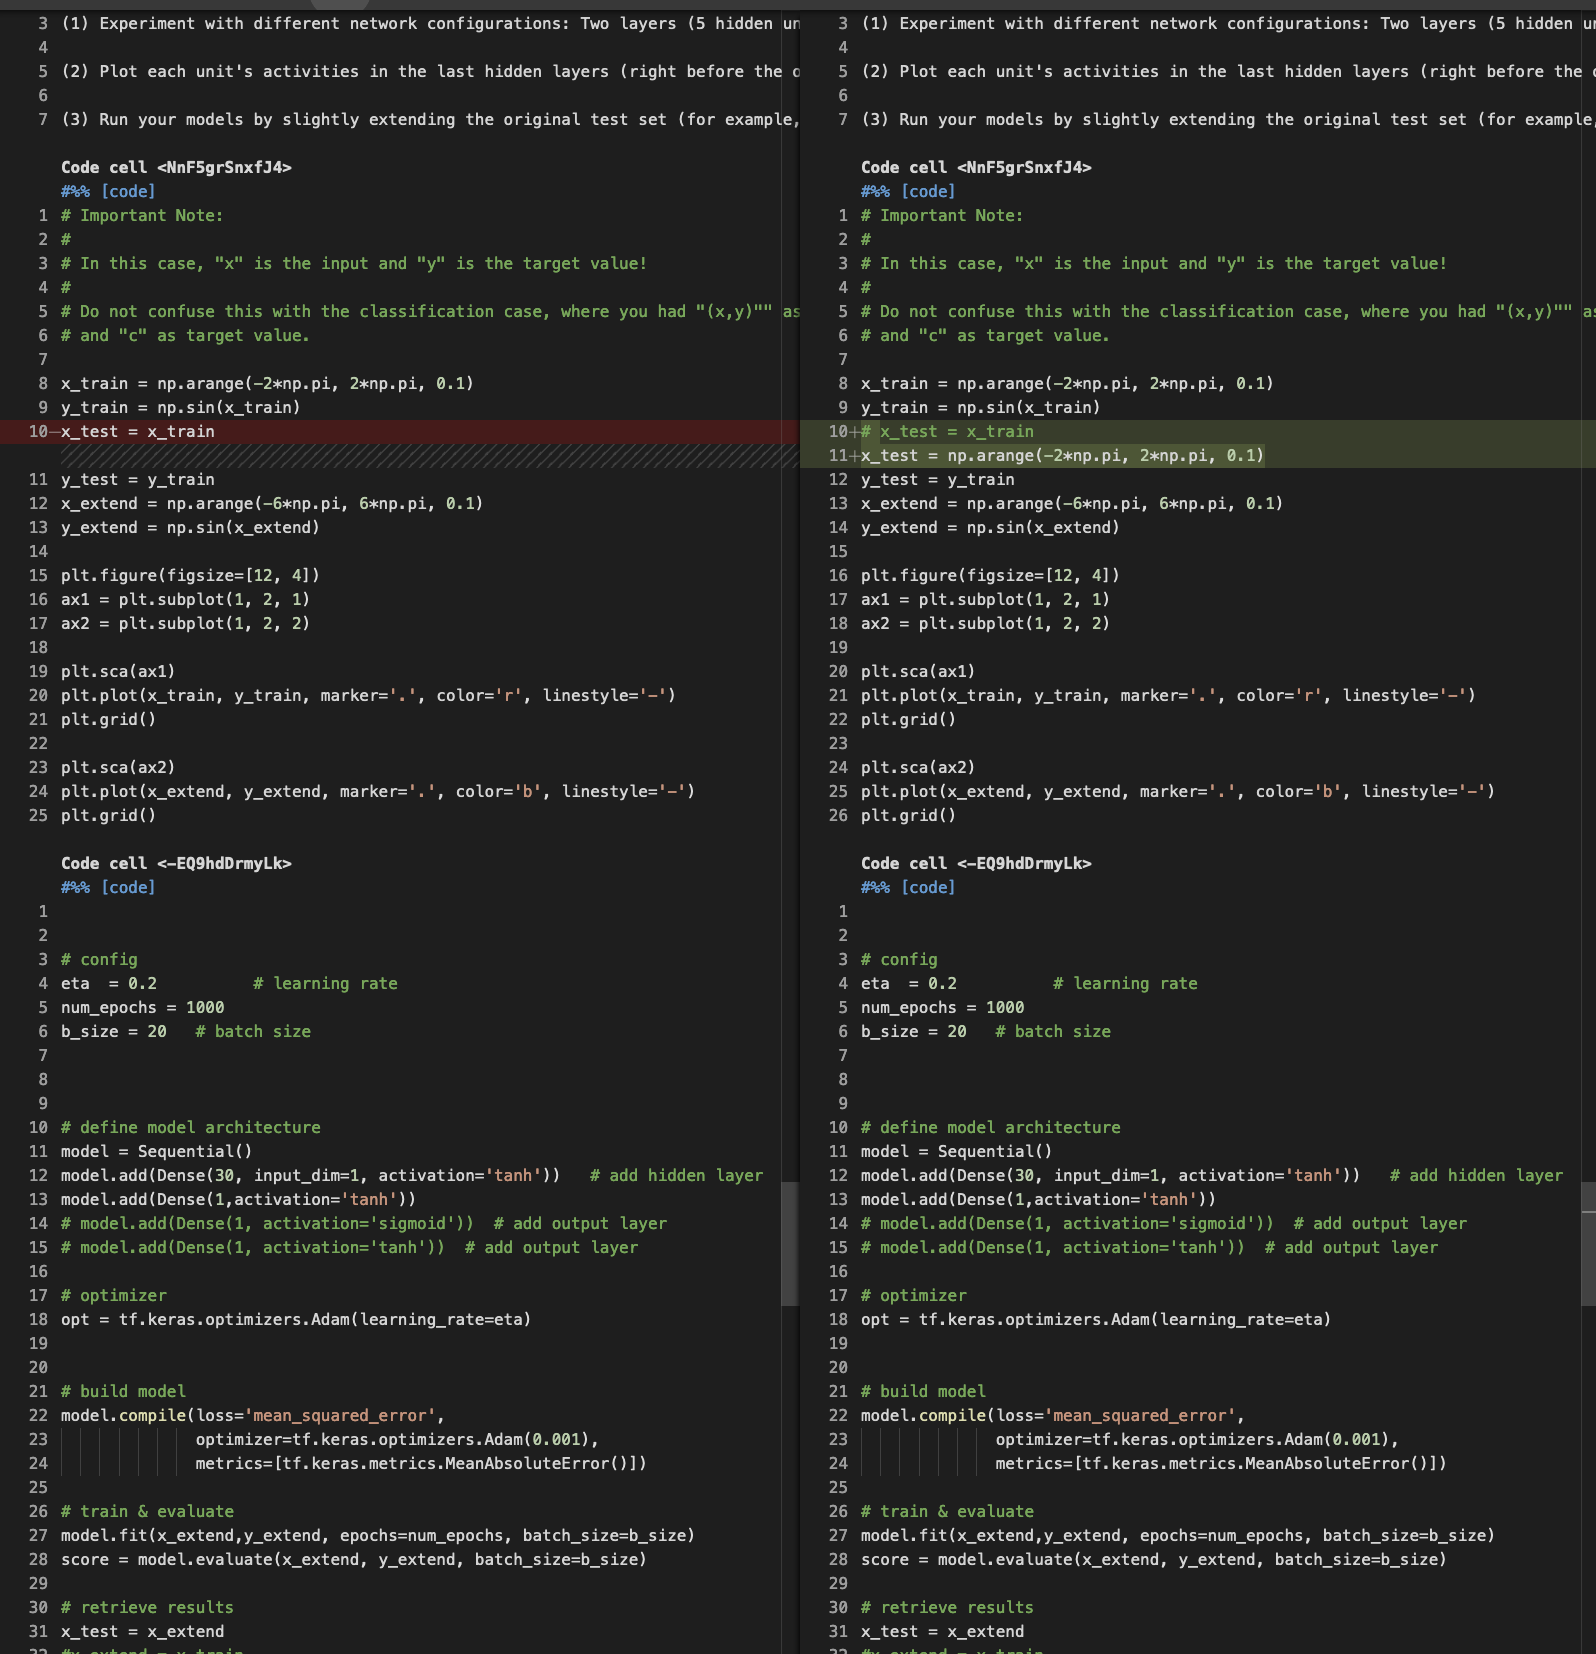 3 (1) Experiment with different network configurations: Two layers (5 hidden
4
5 (2) Plot each unit's activities in the last hidden layers (right before the
6
7 (3) Run your models by slightly extending the original test set (for example,
Code cell <NnF5grSnxfJ4>
#%% [code]
1 # Important Note:
2 #
3 # In this case, "x" is the input and "y" is the target value!
4 #
5 # Do not confuse this with the classification case, where you had "(x,y)"" as
6 # and "c" as target value.
7
8 x_train = np.arange(-2*np.pi, 2*np.pi, 0.1)
9 y_train = np.sin(x_train)
10-x_test = x_train
11 y_test = y_train
12 x_extend = np.arange(-6*np.pi, 6*np.pi, 0.1)
13 y_extend = np.sin(x_extend)
14
15 plt.figure(figsize=[12, 4])
16 ax1 = plt.subplot(1, 2, 1)
17 ax2 = plt.subplot(1, 2, 2)
18
19 plt.sca(ax1)
20 plt.plot(x_train, y_train, marker='.', color='r', linestyle='-')
21 plt.grid()
22
23 plt.sca(ax2)
24 plt.plot(x_extend, y_extend, marker='.', color='b', linestyle='-')
25 plt.grid()
Code cell <-EQ9hdDrmyLk>
#%% [code]
1
2
3 # config
4 eta  = 0.2          # learning rate
5 num_epochs = 1000
6 b_size = 20   # batch size
7
8
9
10 # define model architecture
11 model = Sequential()
12 model.add(Dense(30, input_dim=1, activation='tanh'))   # add hidden layer
13 model.add(Dense(1,activation='tanh'))
14 # model.add(Dense(1, activation='sigmoid'))  # add output layer
15 # model.add(Dense(1, activation='tanh'))  # add output layer
16
17 # optimizer
18 opt = tf.keras.optimizers.Adam(learning_rate=eta)
19
20
21 # build model
22 model.compile(loss='mean_squared_error',
23               optimizer=tf.keras.optimizers.Adam(0.001),
24               metrics=[tf.keras.metrics.MeanAbsoluteError()])
25
26 # train & evaluate
27 model.fit(x_extend,y_extend, epochs=num_epochs, batch_size=b_size)
28 score = model.evaluate(x_extend, y_extend, batch_size=b_size)
29
30 # retrieve results
31 x_test = x_extend
3 (1) Experiment with different network configurations: Two layers (5 hidden
4
5 (2) Plot each unit's activities in the last hidden layers (right before the
6
7 (3) Run your models by slightly extending the original test set (for example,
Code cell <NnF5grSnxfJ4>
#%% [code]
1 # Important Note:
2 #
3 # In this case, "x" is the input and "y" is the target value!
4 #
5 # Do not confuse this with the classification case, where you had "(x,y)"" as
6 # and "c" as target value.
7
8 x_train = np.arange(-2*np.pi, 2*np.pi, 0.1)
9 y_train = np.sin(x_train)
10+# x_test = x_train
11+x_test = np.arange(-2*np.pi, 2*np.pi, 0.1)
12 y_test = y_train
13 x_extend = np.arange(-6*np.pi, 6*np.pi, 0.1)
14 y_extend = np.sin(x_extend)
15
16 plt.figure(figsize=[12, 4])
17 ax1 = plt.subplot(1, 2, 1)
18 ax2 = plt.subplot(1, 2, 2)
19
20 plt.sca(ax1)
21 plt.plot(x_train, y_train, marker='.', color='r', linestyle='-')
22 plt.grid()
23
24 plt.sca(ax2)
25 plt.plot(x_extend, y_extend, marker='.', color='b', linestyle='-')
26 plt.grid()
Code cell <-EQ9hdDrmyLk>
#%% [code]
1
2
3 # config
4 eta  = 0.2          # learning rate
5 num_epochs = 1000
6 b_size = 20   # batch size
7
8
9
10 # define model architecture
11 model = Sequential()
12 model.add(Dense(30, input_dim=1, activation='tanh'))   # add hidden layer
13 model.add(Dense(1,activation='tanh'))
14 # model.add(Dense(1, activation='sigmoid'))  # add output layer
15 # model.add(Dense(1, activation='tanh'))  # add output layer
16
17 # optimizer
18 opt = tf.keras.optimizers.Adam(learning_rate=eta)
19
20
21 # build model
22 model.compile(loss='mean_squared_error',
23               optimizer=tf.keras.optimizers.Adam(0.001),
24               metrics=[tf.keras.metrics.MeanAbsoluteError()])
25
26 # train & evaluate
27 model.fit(x_extend,y_extend, epochs=num_epochs, batch_size=b_size)
28 score = model.evaluate(x_extend, y_extend, batch_size=b_size)
29
30 # retrieve results
31 x_test = x_extend